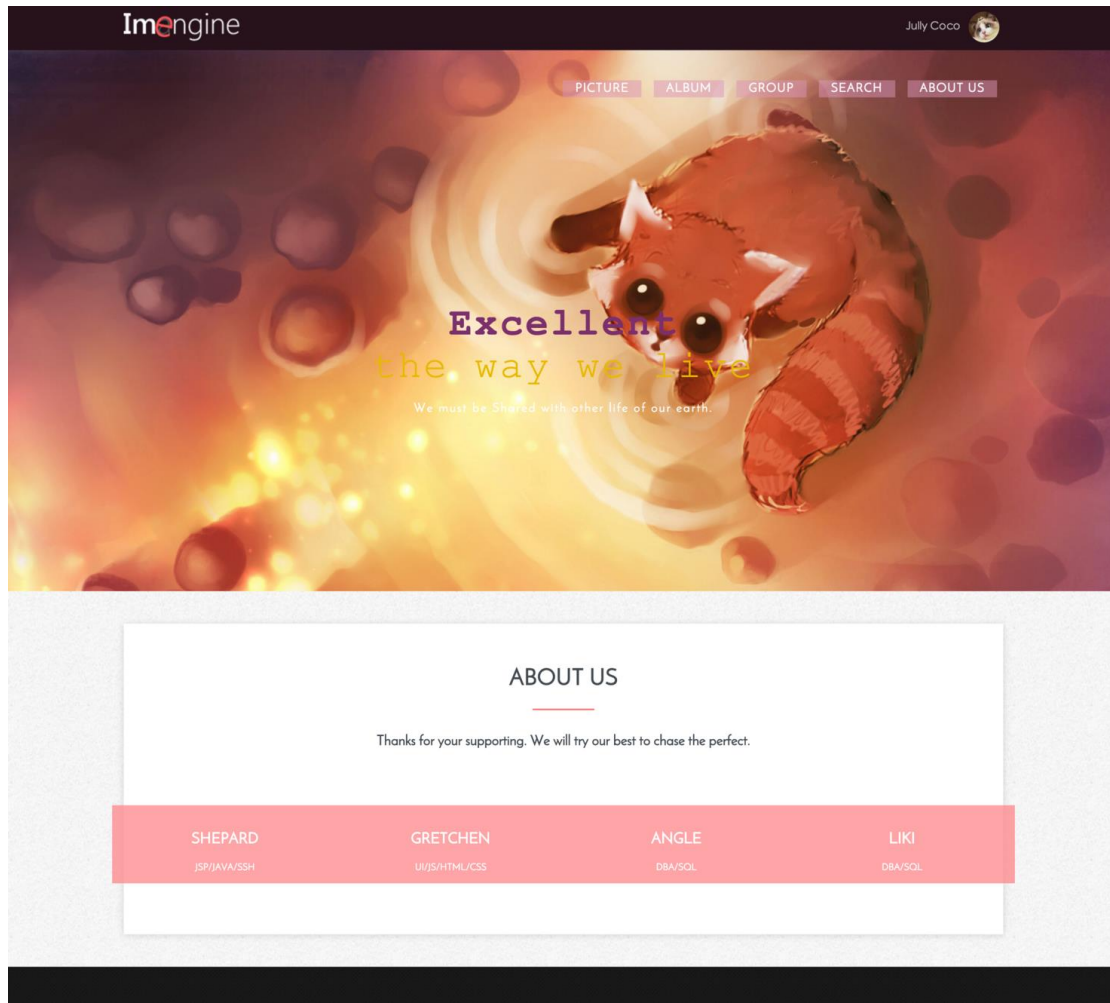 Imengine
Jully Coco
PICTURE ALBUM GROUP SEARCH ABOUT US
Excellent
the way we live
We must be Shared with other life of our earth.
ABOUT US
Thanks for your supporting. We will try our best to chase the perfect.
SHEPARD GRETCHEN ANGLE LIKI
JSP/JAVA/SSH UI/JS/HTML/CSS DBA/SQL DBA/SQL